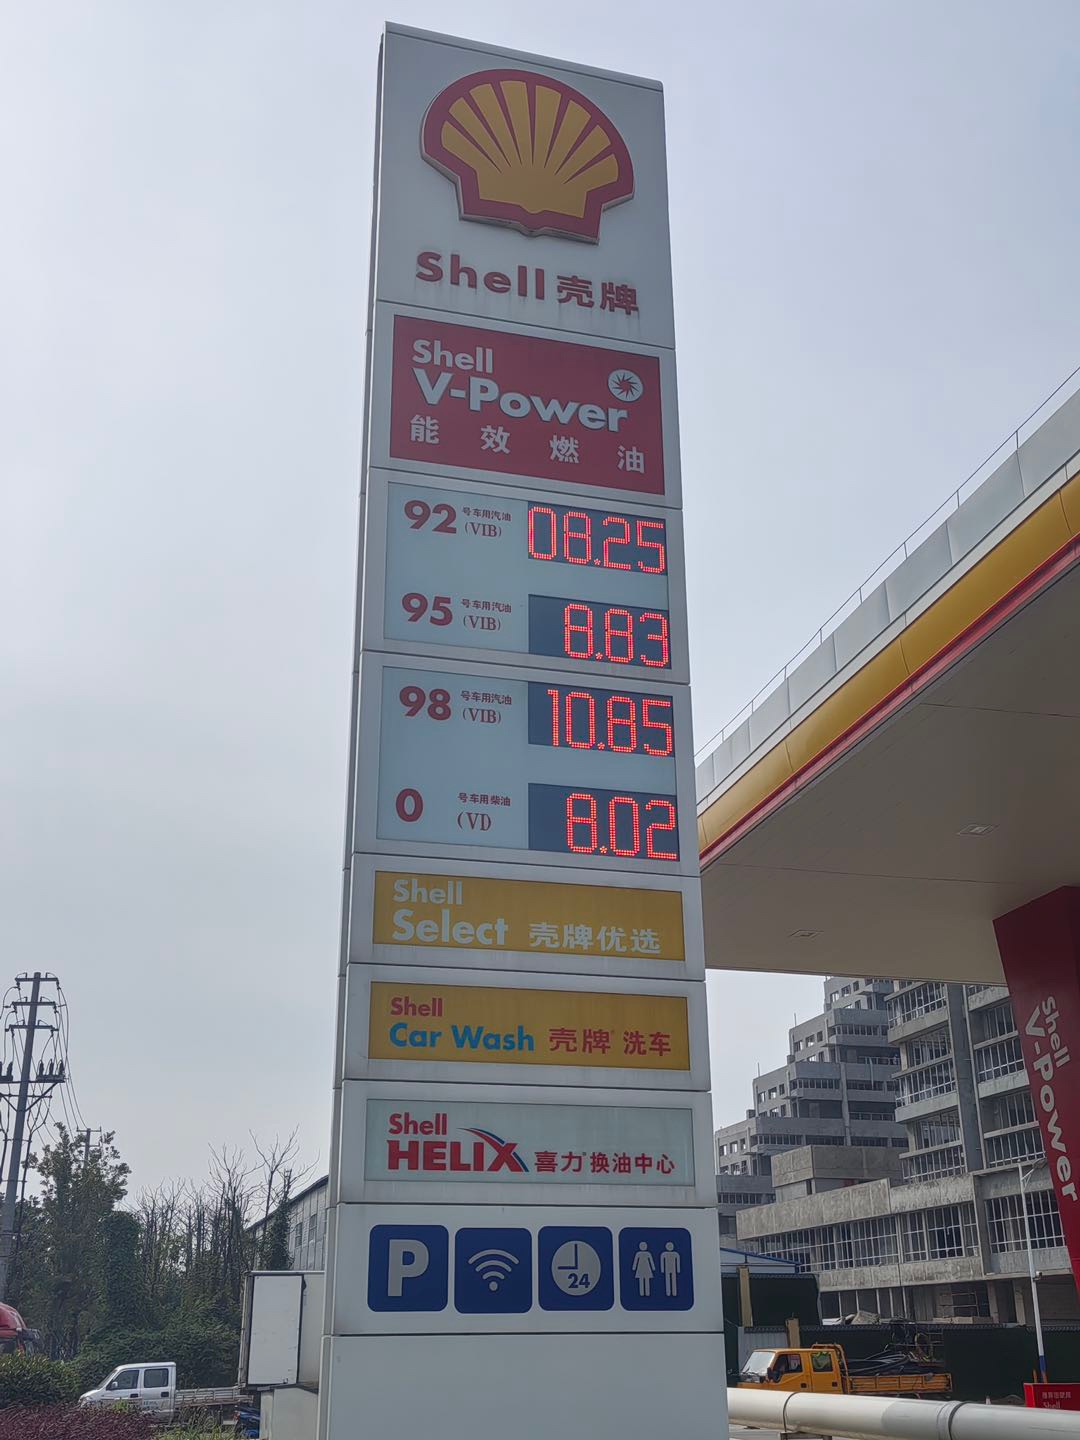 Shell 壳牌
Shell
V-Power
能效燃油
92 号车用汽油 (VIB) 08.25
95 号车用汽油 (VIB) 8.83
98 号车用汽油 (VIB) 10.85
0 号车用柴油 (VI) 8.02
Shell
Select 壳牌优选
Shell
Car Wash 壳牌 洗车
Shell
HELIX 喜力 换油中心
P
24
Shell
V-Power
Shell